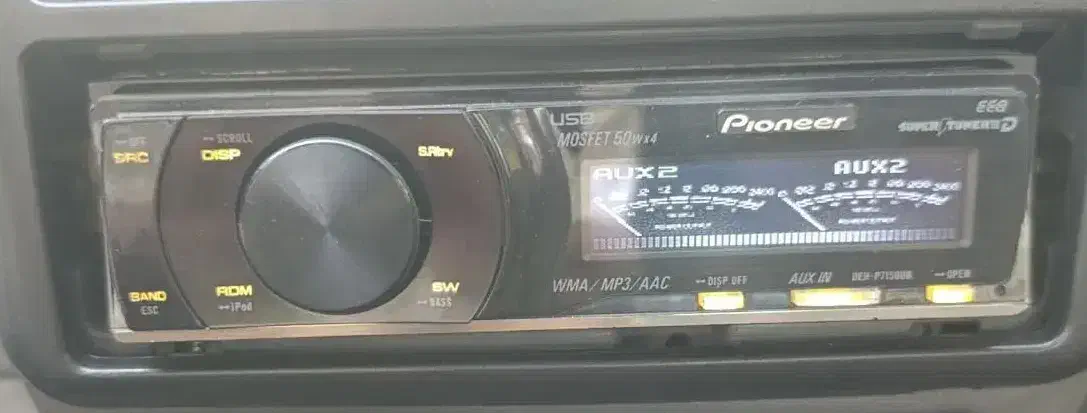 OFF
SRC
SCROLL
DISP
S.Rtrv
BAND
ESC
RDM
iPod
SW
BASS
USB
MOSFET 50Wx4
Pioneer
EEQ
SUPER TUNER III D
AUX2
AUX2
WMA/MP3/AAC
DISP OFF
AUX IN
DEH-P7150UB
OPEN